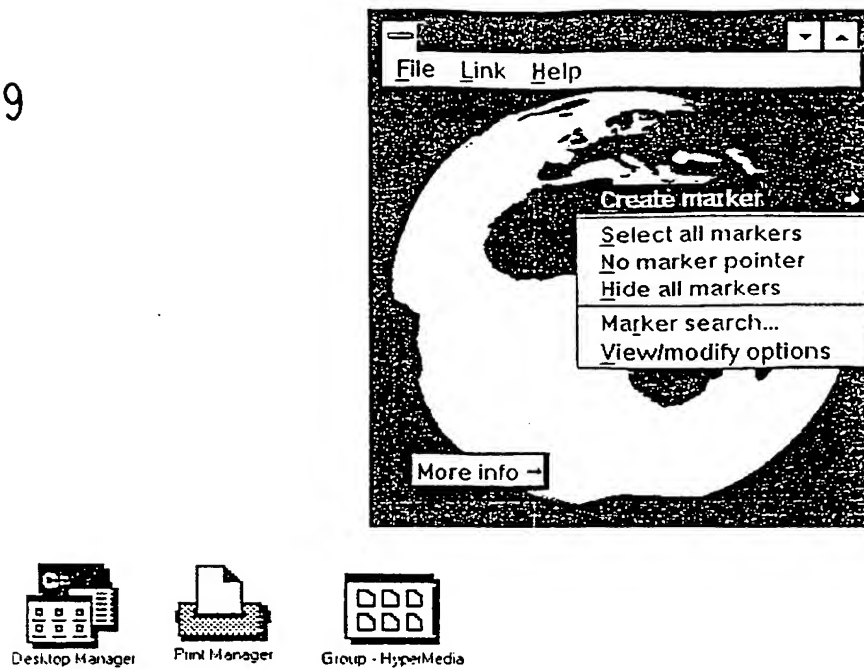 9
File Link Help
Create marker
Select all markers
No marker pointer
Hide all markers
Marker search...
View/modify options
More info
Desktop Manager
Print Manager
Group - HyperMedia